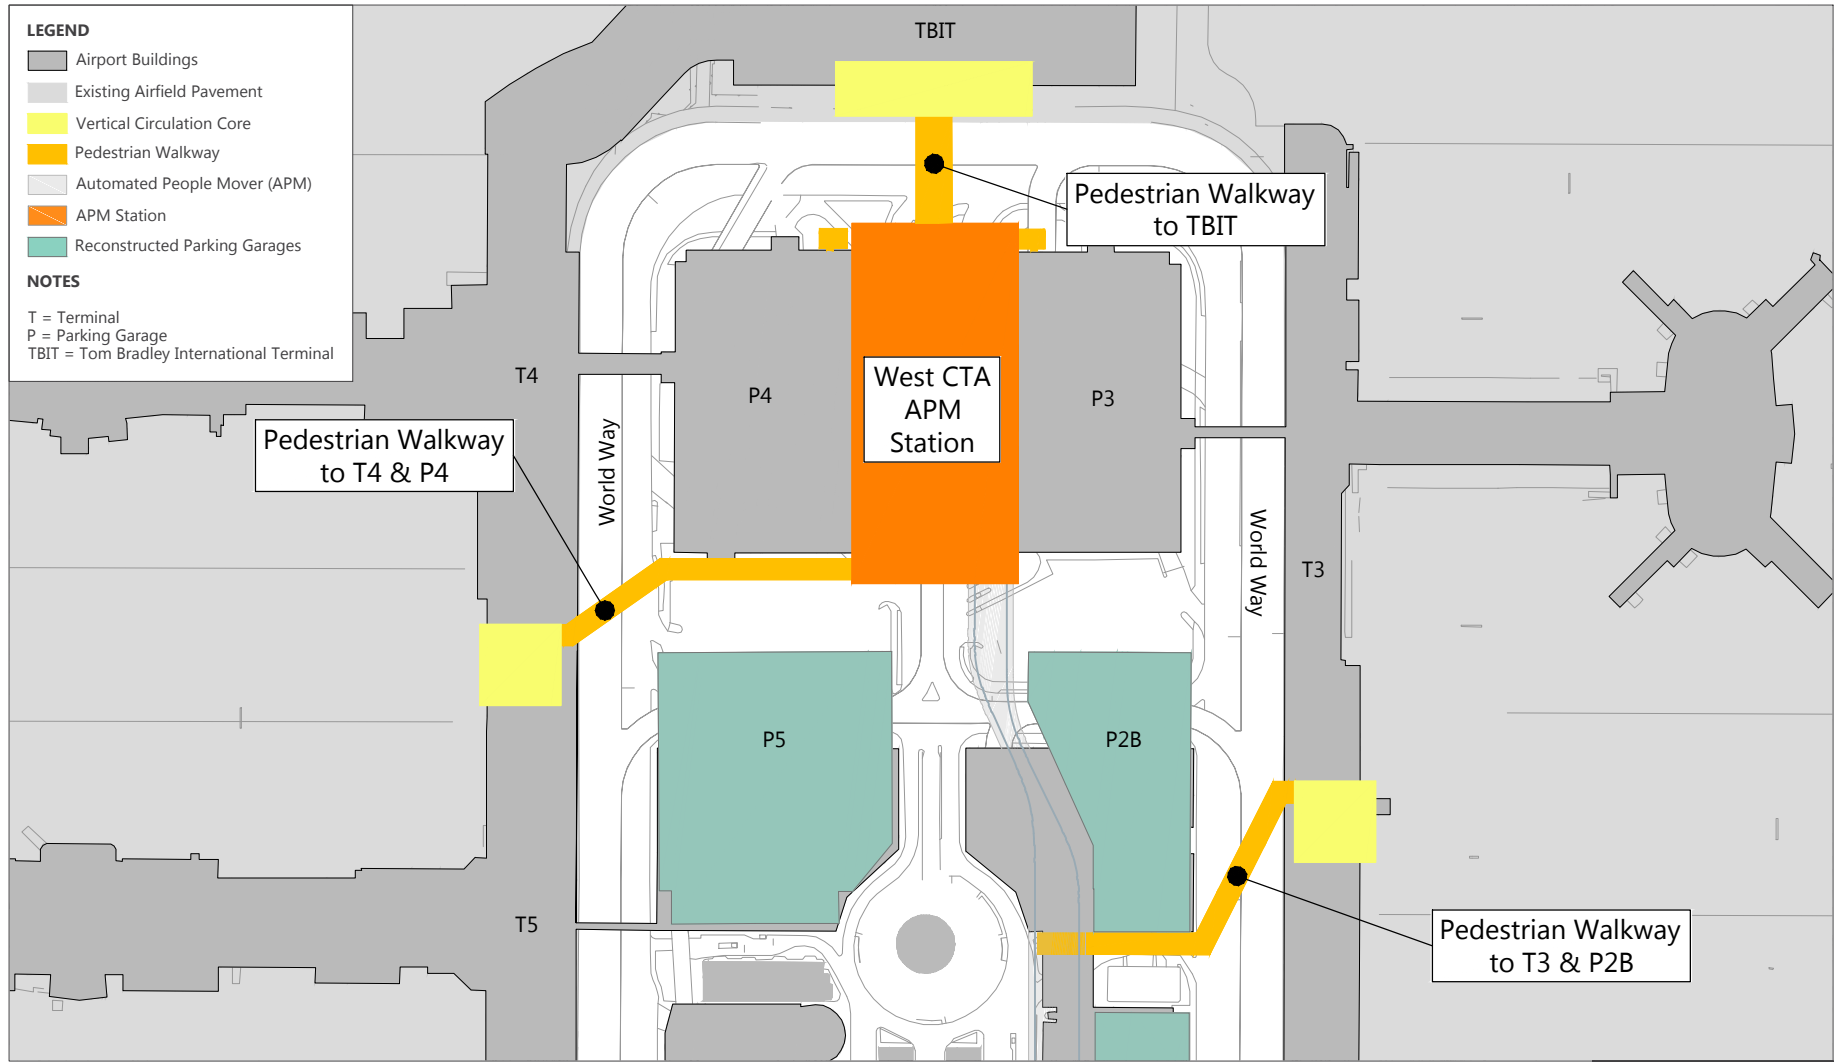 LEGEND
Airport Buildings
Existing Airfield Pavement
Vertical Circulation Core
Pedestrian Walkway
Automated People Mover (APM)
APM Station
Reconstructed Parking Garages
NOTES
T = Terminal
P = Parking Garage
TBIT = Tom Bradley International Terminal
TBIT
Pedestrian Walkway
to TBIT
T4
P4
West CTA
APM
Station
P3
Pedestrian Walkway
to T4 & P4
World Way
World Way
T3
P5
P2B
T5
Pedestrian Walkway
to T3 & P2B